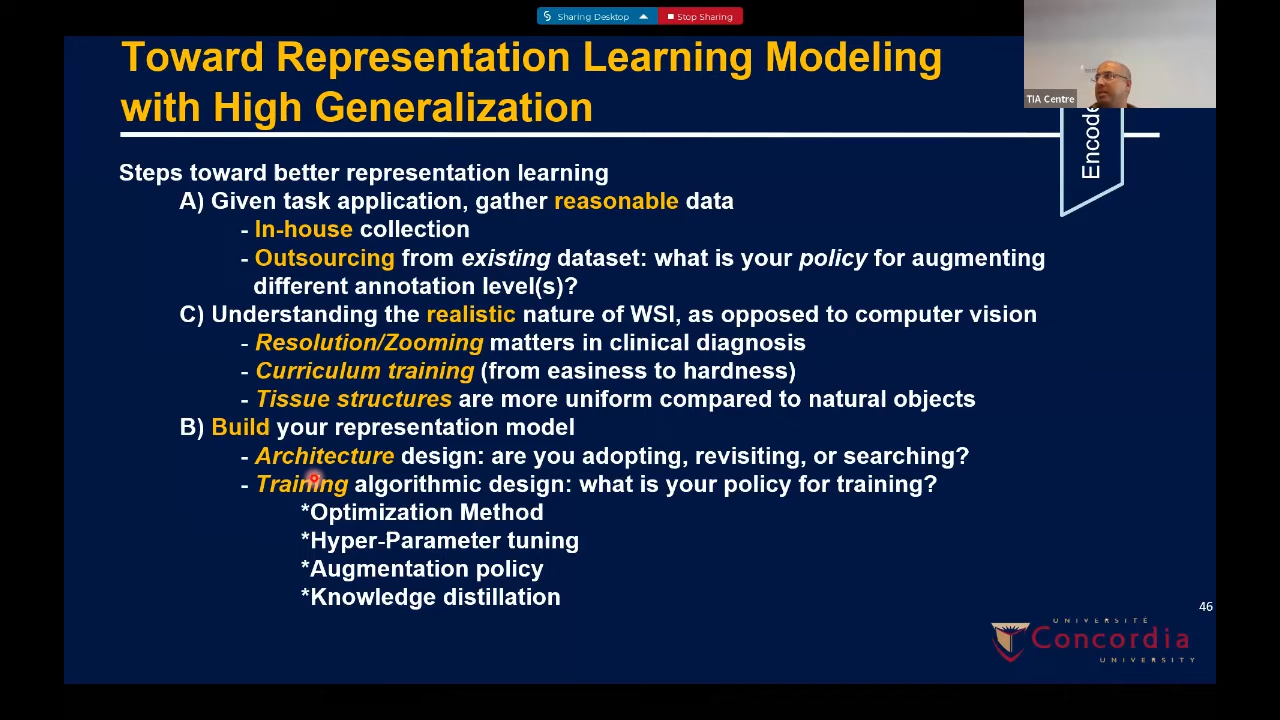 Sharing Desktop
Stop Sharing
Toward Representation Learning Modeling
with High Generalization
TIA Centre
Encode
Steps toward better representation learning
A) Given task application, gather reasonable data
- In-house collection
- Outsourcing from existing dataset: what is your policy for augmenting
different annotation level(s)?
C) Understanding the realistic nature of WSI, as opposed to computer vision
- Resolution/Zooming matters in clinical diagnosis
- Curriculum training (from easiness to hardness)
- Tissue structures are more uniform compared to natural objects
B) Build your representation model
- Architecture design: are you adopting, revisiting, or searching?
- Training algorithmic design: what is your policy for training?
*Optimization Method
*Hyper-Parameter tuning
*Augmentation policy
*Knowledge distillation
46
UNIVERSITÉ
Concordia
UNIVERSITY